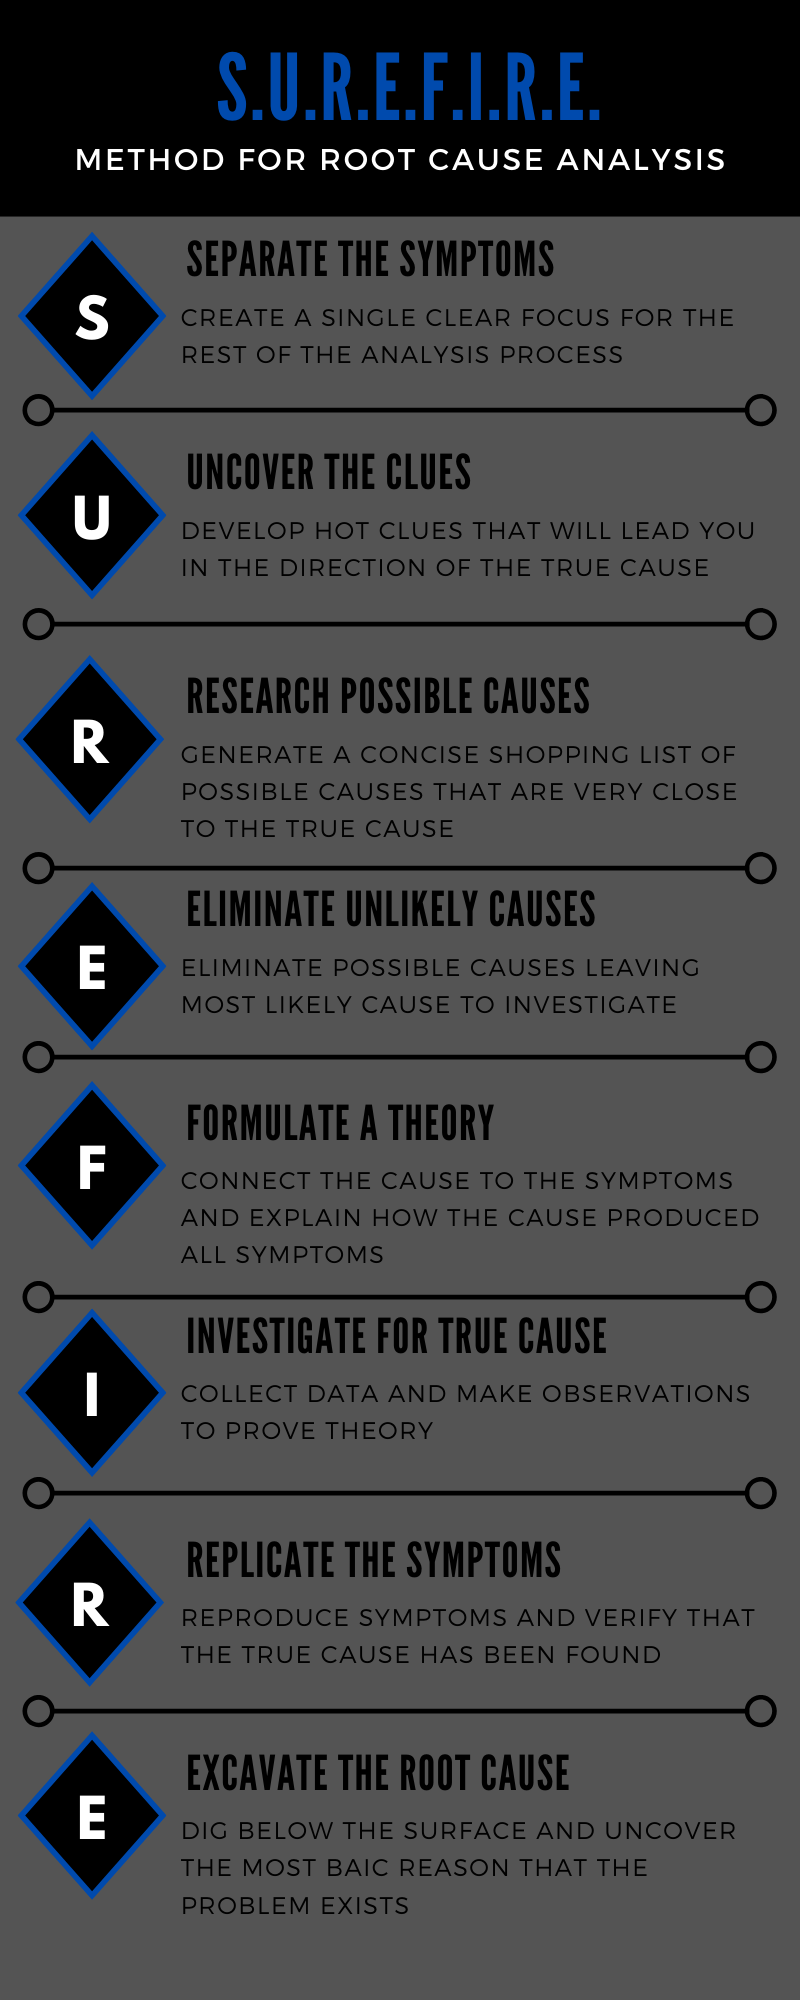 S.U.R.E.F.I.R.E.
METHOD FOR ROOT CAUSE ANALYSIS
S
SEPARATE THE SYMPTOMS
CREATE A SINGLE CLEAR FOCUS FOR THE
REST OF THE ANALYSIS PROCESS
U
UNCOVER THE CLUES
DEVELOP HOT CLUES THAT WILL LEAD YOU
IN THE DIRECTION OF THE TRUE CAUSE
R
RESEARCH POSSIBLE CAUSES
GENERATE A CONCISE SHOPPING LIST OF
POSSIBLE CAUSES THAT ARE VERY CLOSE
TO THE TRUE CAUSE
E
ELIMINATE UNLIKELY CAUSES
ELIMINATE POSSIBLE CAUSES LEAVING
MOST LIKELY CAUSE TO INVESTIGATE
F
FORMULATE A THEORY
CONNECT THE CAUSE TO THE SYMPTOMS
AND EXPLAIN HOW THE CAUSE PRODUCED
ALL SYMPTOMS
I
INVESTIGATE FOR TRUE CAUSE
COLLECT DATA AND MAKE OBSERVATIONS
TO PROVE THEORY
R
REPLICATE THE SYMPTOMS
REPRODUCE SYMPTOMS AND VERIFY THAT
THE TRUE CAUSE HAS BEEN FOUND
E
EXCAVATE THE ROOT CAUSE
DIG BELOW THE SURFACE AND UNCOVER
THE MOST BAIC REASON THAT THE
PROBLEM EXISTS